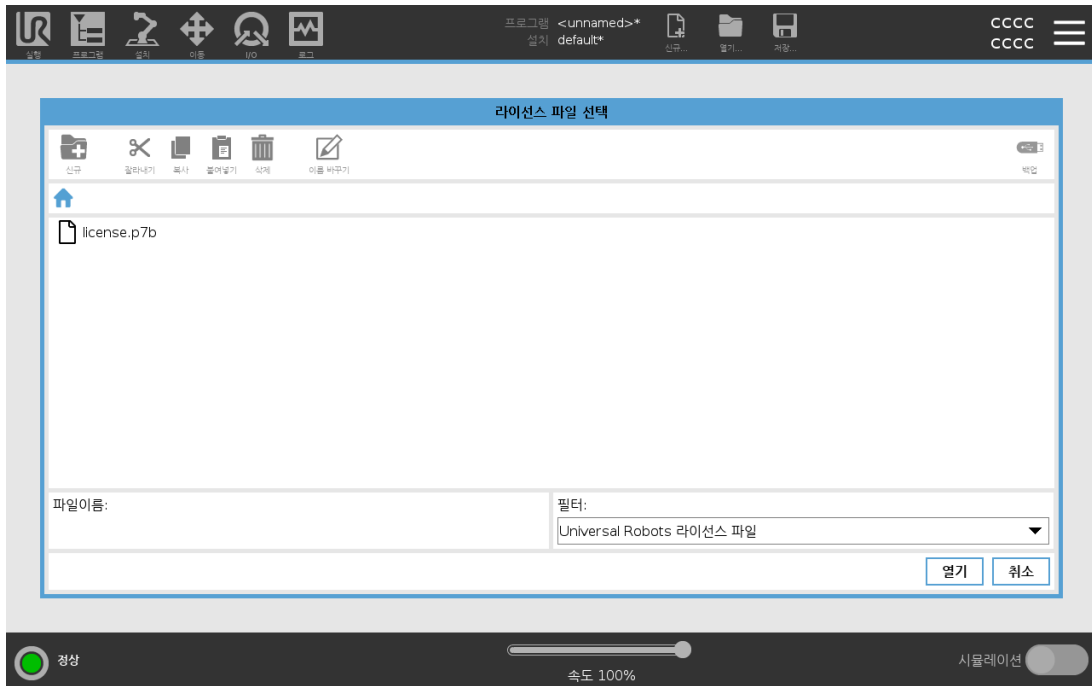 프로그램 <unnamed>*
설치 default*
cccc
cccc
실행 프로그램 설치 이동 I/O 로그 신규... 열기... 저장...
라이선스 파일 선택
신규 잘라내기 복사 붙여넣기 삭제 이름 바꾸기 백업
license.p7b
파일이름:
필터:
Universal Robots 라이선스 파일
열기 취소
정상
속도 100%
시뮬레이션